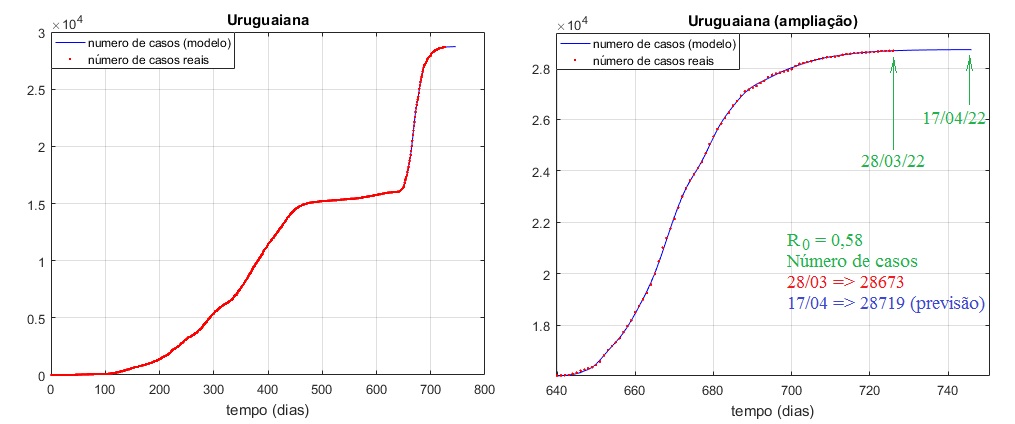 Uruguaiana
×10⁴
numero de casos (modelo)
número de casos reais
3
2.5
2
1.5
1
0.5
0
0 100 200 300 400 500 600 700 800
tempo (dias)
Uruguaiana (ampliação)
×10⁴
numero de casos (modelo)
número de casos reais
2.8
2.6
2.4
2.2
2
1.8
17/04/22
28/03/22
R₀ = 0,58
Número de casos
28/03 => 28673
17/04 => 28719 (previsão)
640 660 680 700 720 740
tempo (dias)